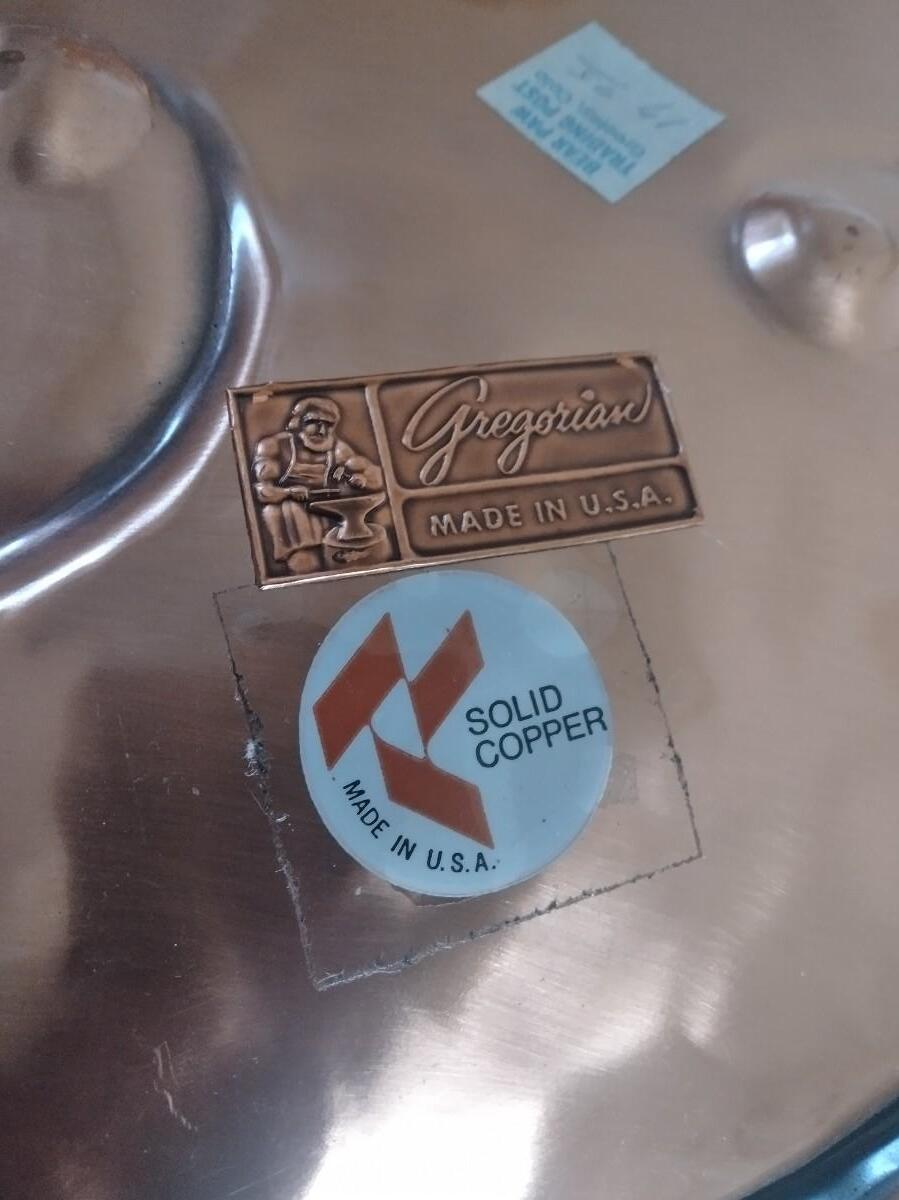 BEAR PAW
TRADING POST
Gregorian
MADE IN U.S.A.
SOLID
COPPER
MADE IN U.S.A.